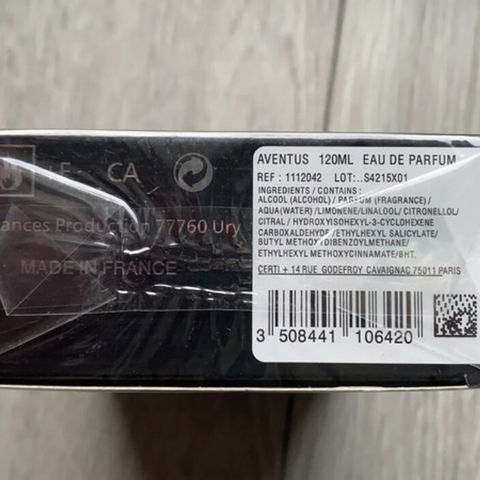 CA
ances Production 77760 Ury
MADE IN FRANCE
AVENTUS 120ML EAU DE PARFUM
REF : 1112042 LOT:..S4215X01
INGREDIENTS / CONTAINS :
ALCOOL (ALCOHOL) / PARFUM (FRAGRANCE) /
AQUA(WATER) /LIMONENE/LINALOOL/ CITRONELLOL/
CITRAL / HYDROXYISOHEXYL-3-CYCLOHEXENE
CARBOXALDEHYDE /ETHYLHEXYL SALICYLATE/
BUTYL METHOXYDIBENZOYLMETHANE/
ETHYLHEXYL METHOXYCINNAMATE/BHT.
CERTI + 14 RUE GODEFROY CAVAIGNAC 75011 PARIS
3 508441 106420